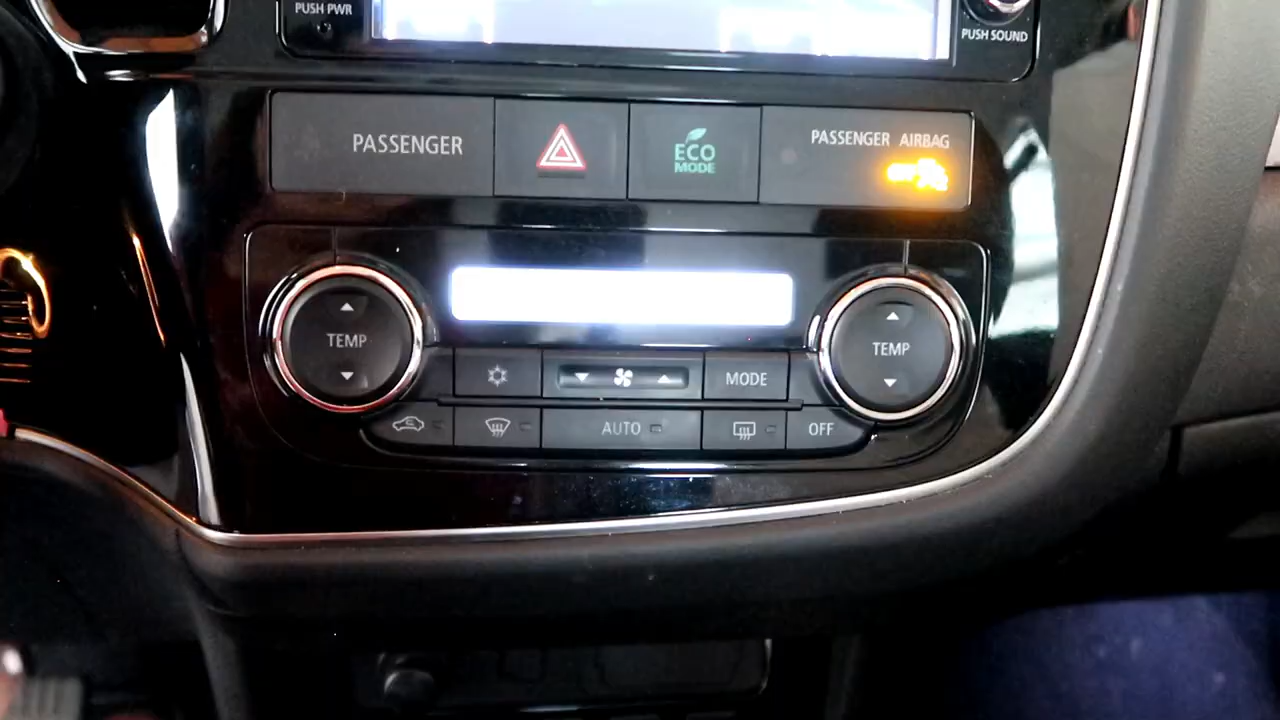 PUSH PWR
PUSH SOUND
PASSENGER
ECO
MODE
PASSENGER AIRBAG
TEMP
TEMP
MODE
AUTO
OFF